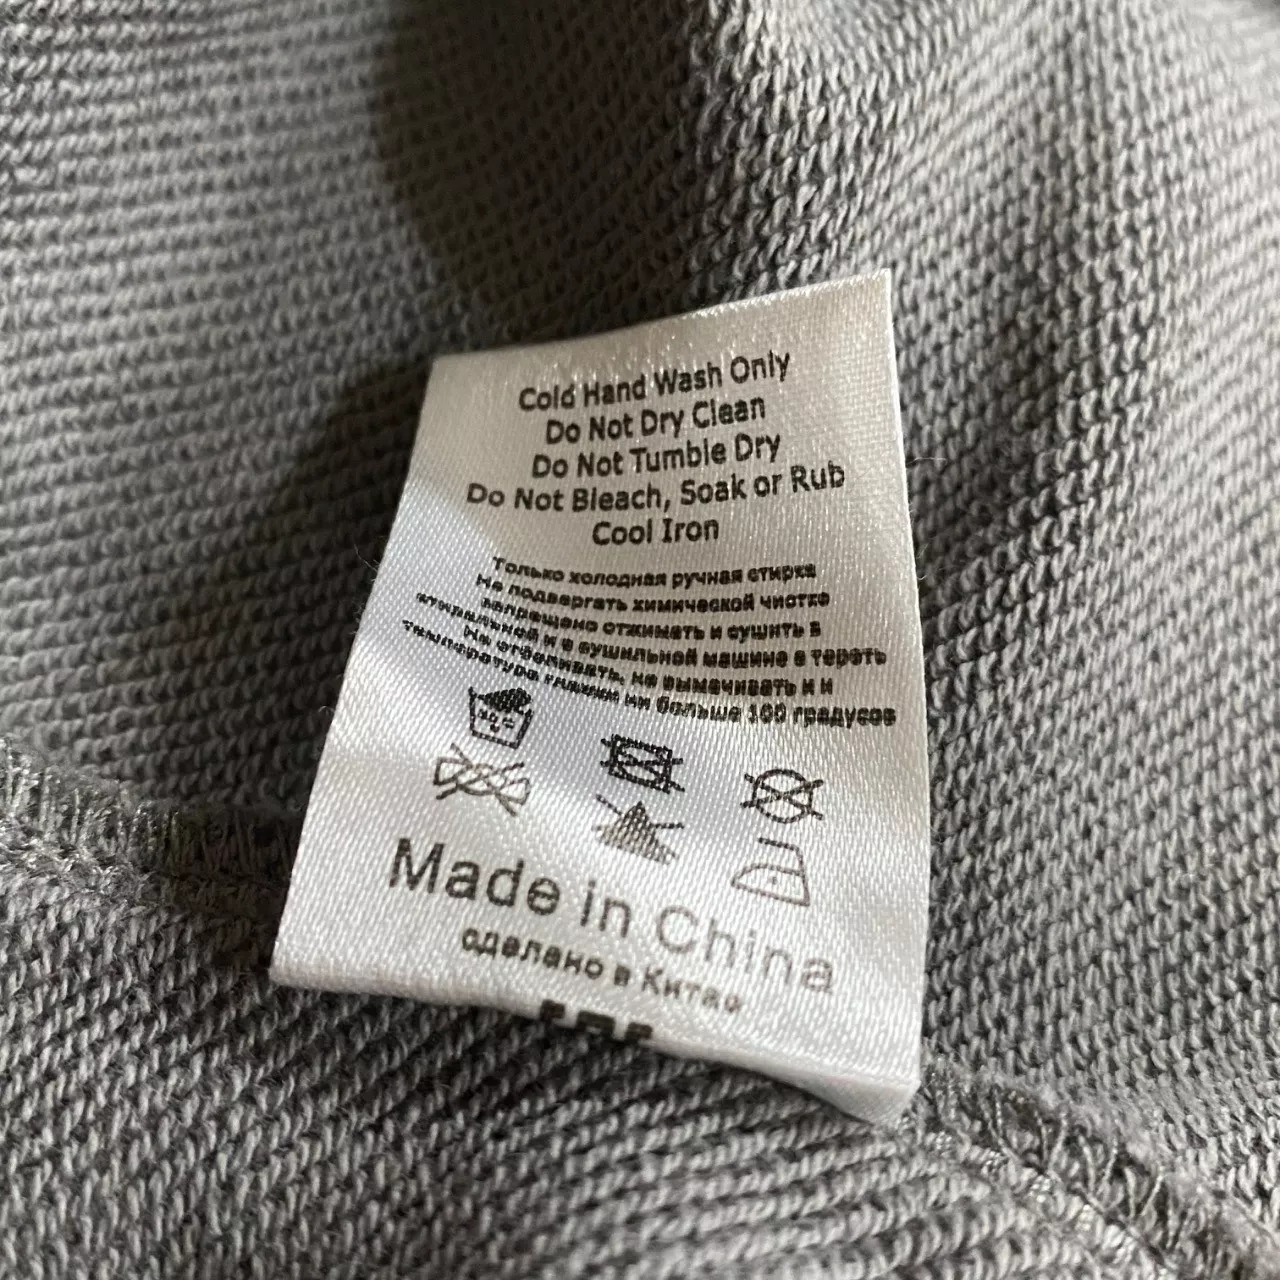 Cold Hand Wash Only
Do Not Dry Clean
Do Not Tumble Dry
Do Not Bleach, Soak or Rub
Cool Iron
Только холодная ручная стирка
Не подвергать химической чистке
запрещено отжимать и сушить в
стиральной и в сушильной машине в тереть
Не отбеливать, не вымачивать и и
температура глажки ни больше 100 градусов
Made in China
сделано в Китае